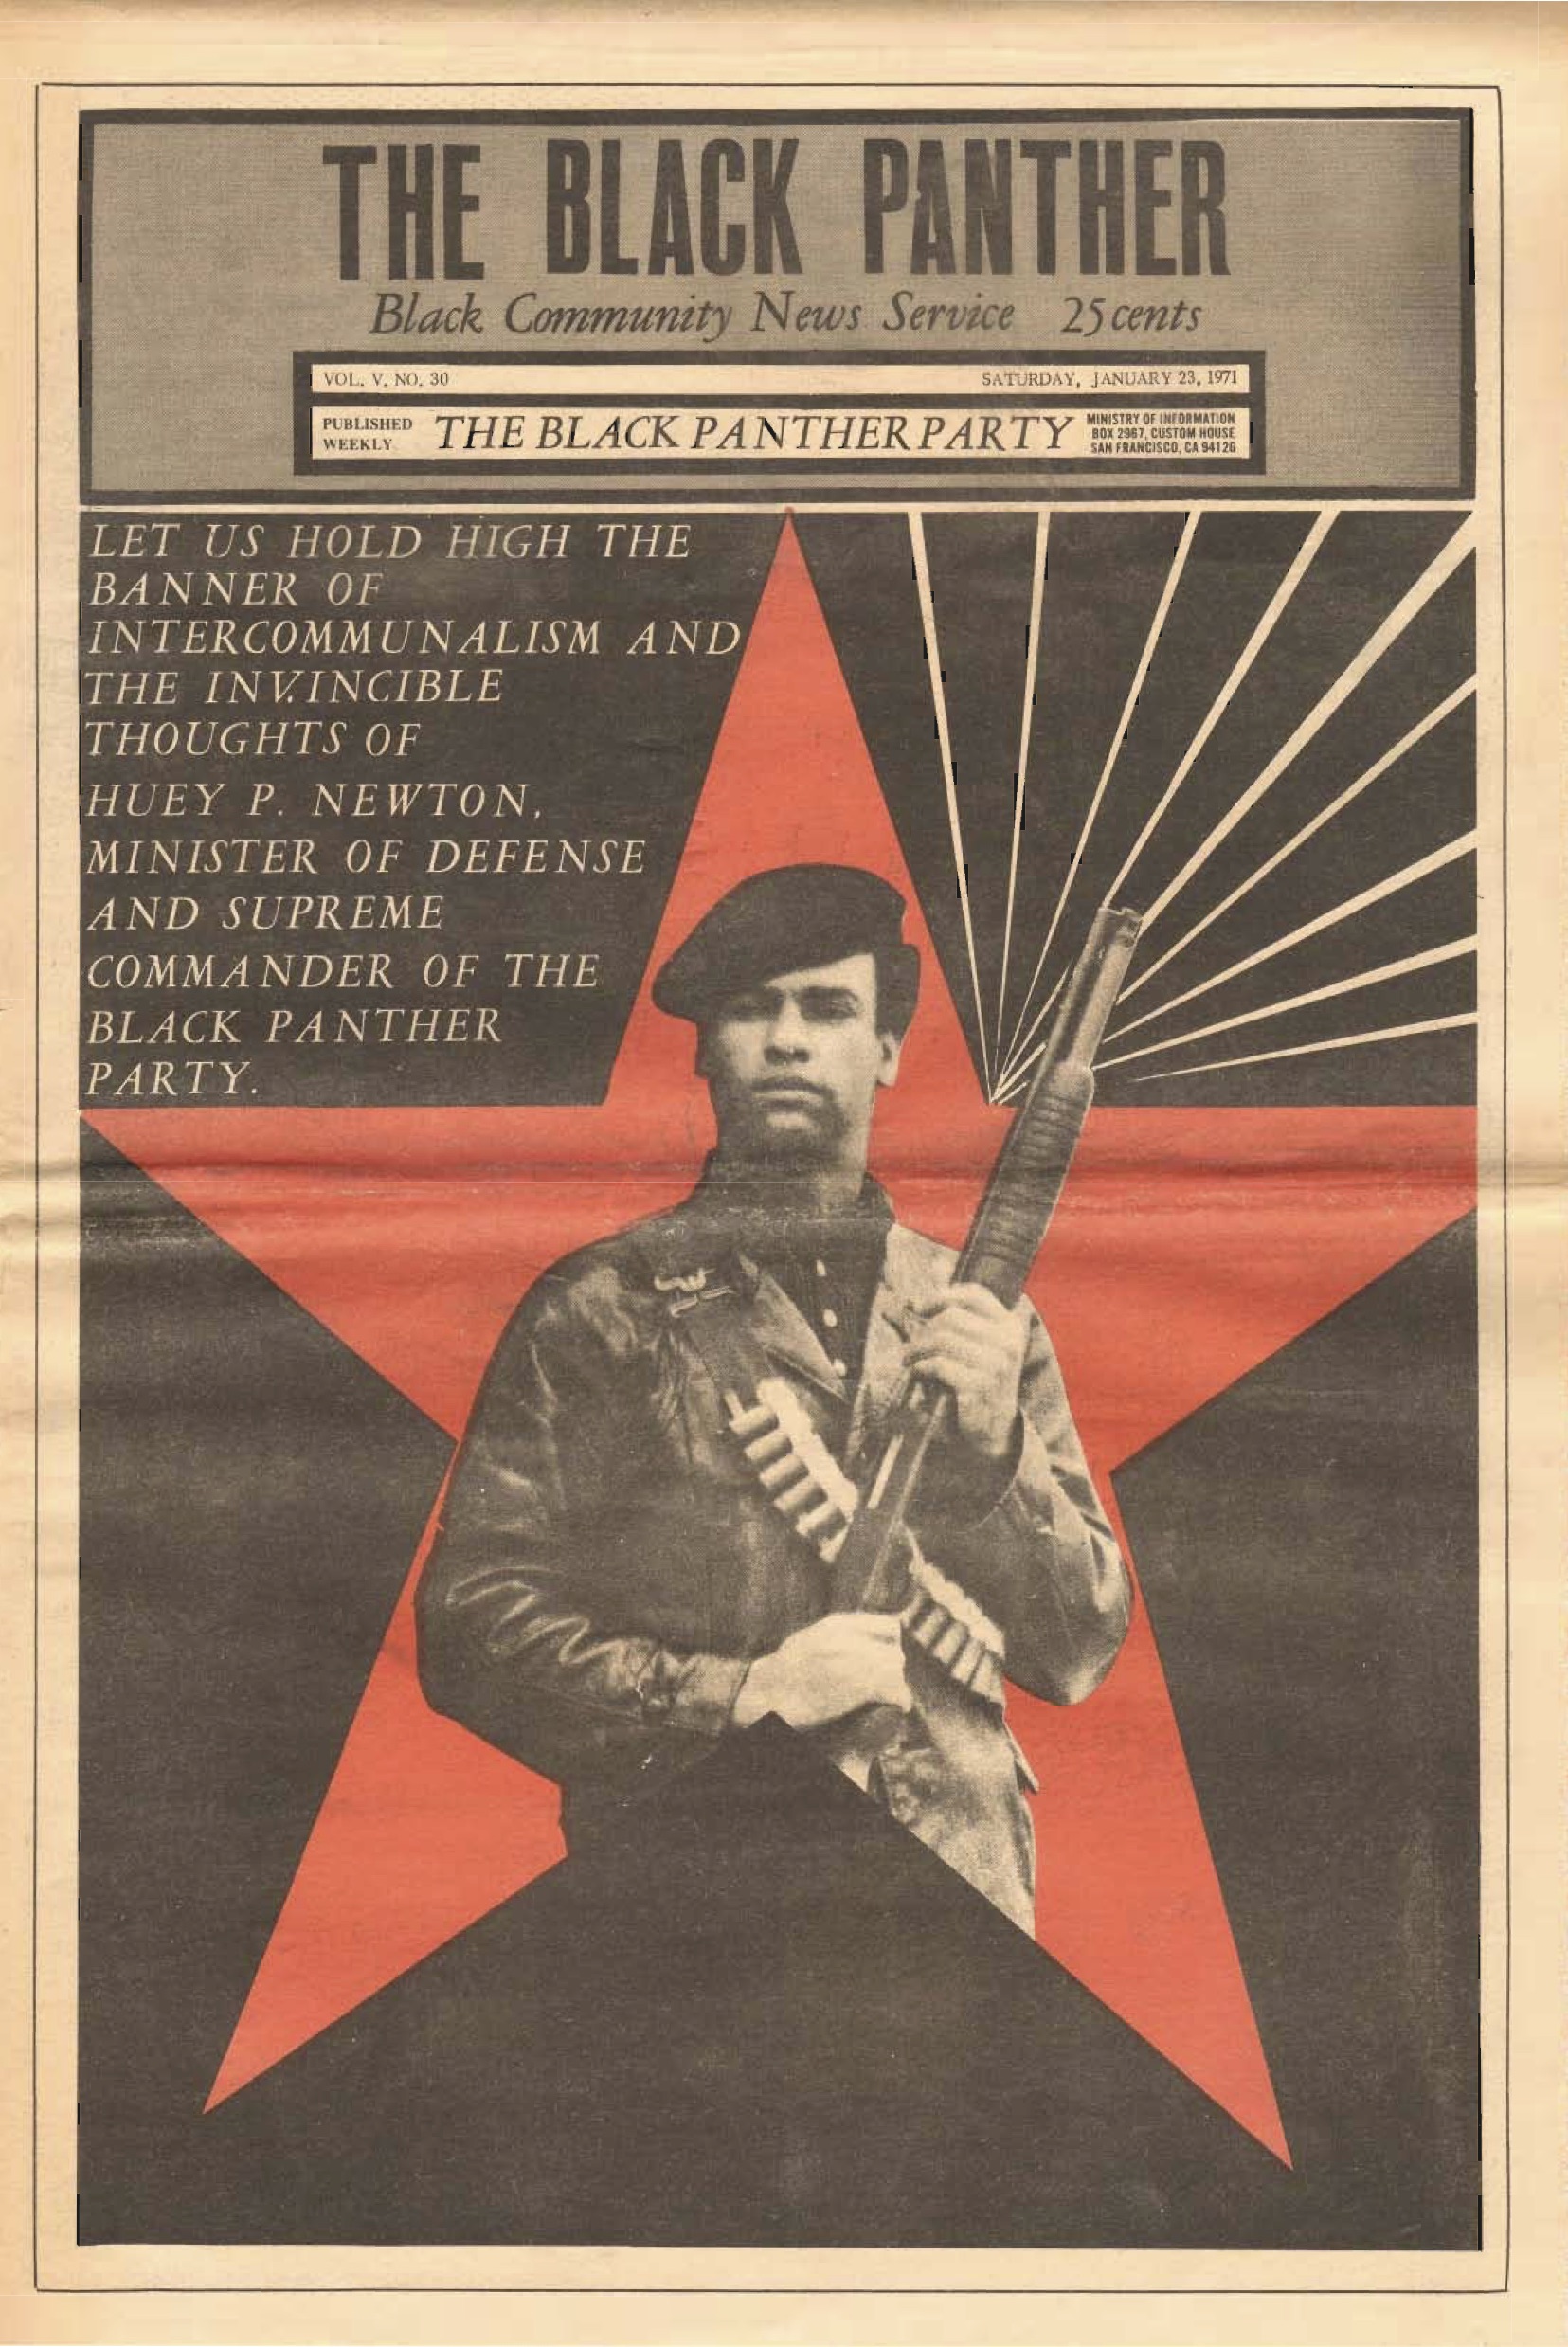 THE BLACK PANTHER
Black Community News Service 25 cents
VOL. V, NO. 30 SATURDAY, JANUARY 23, 1971
PUBLISHED WEEKLY THE BLACK PANTHER PARTY MINISTRY OF INFORMATION
BOX 2967, CUSTOM HOUSE
SAN FRANCISCO, CA 94126
LET US HOLD HIGH THE
BANNER OF
INTERCOMMUNALISM AND
THE INVINCIBLE
THOUGHTS OF
HUEY P. NEWTON,
MINISTER OF DEFENSE
AND SUPREME
COMMANDER OF THE
BLACK PANTHER
PARTY.